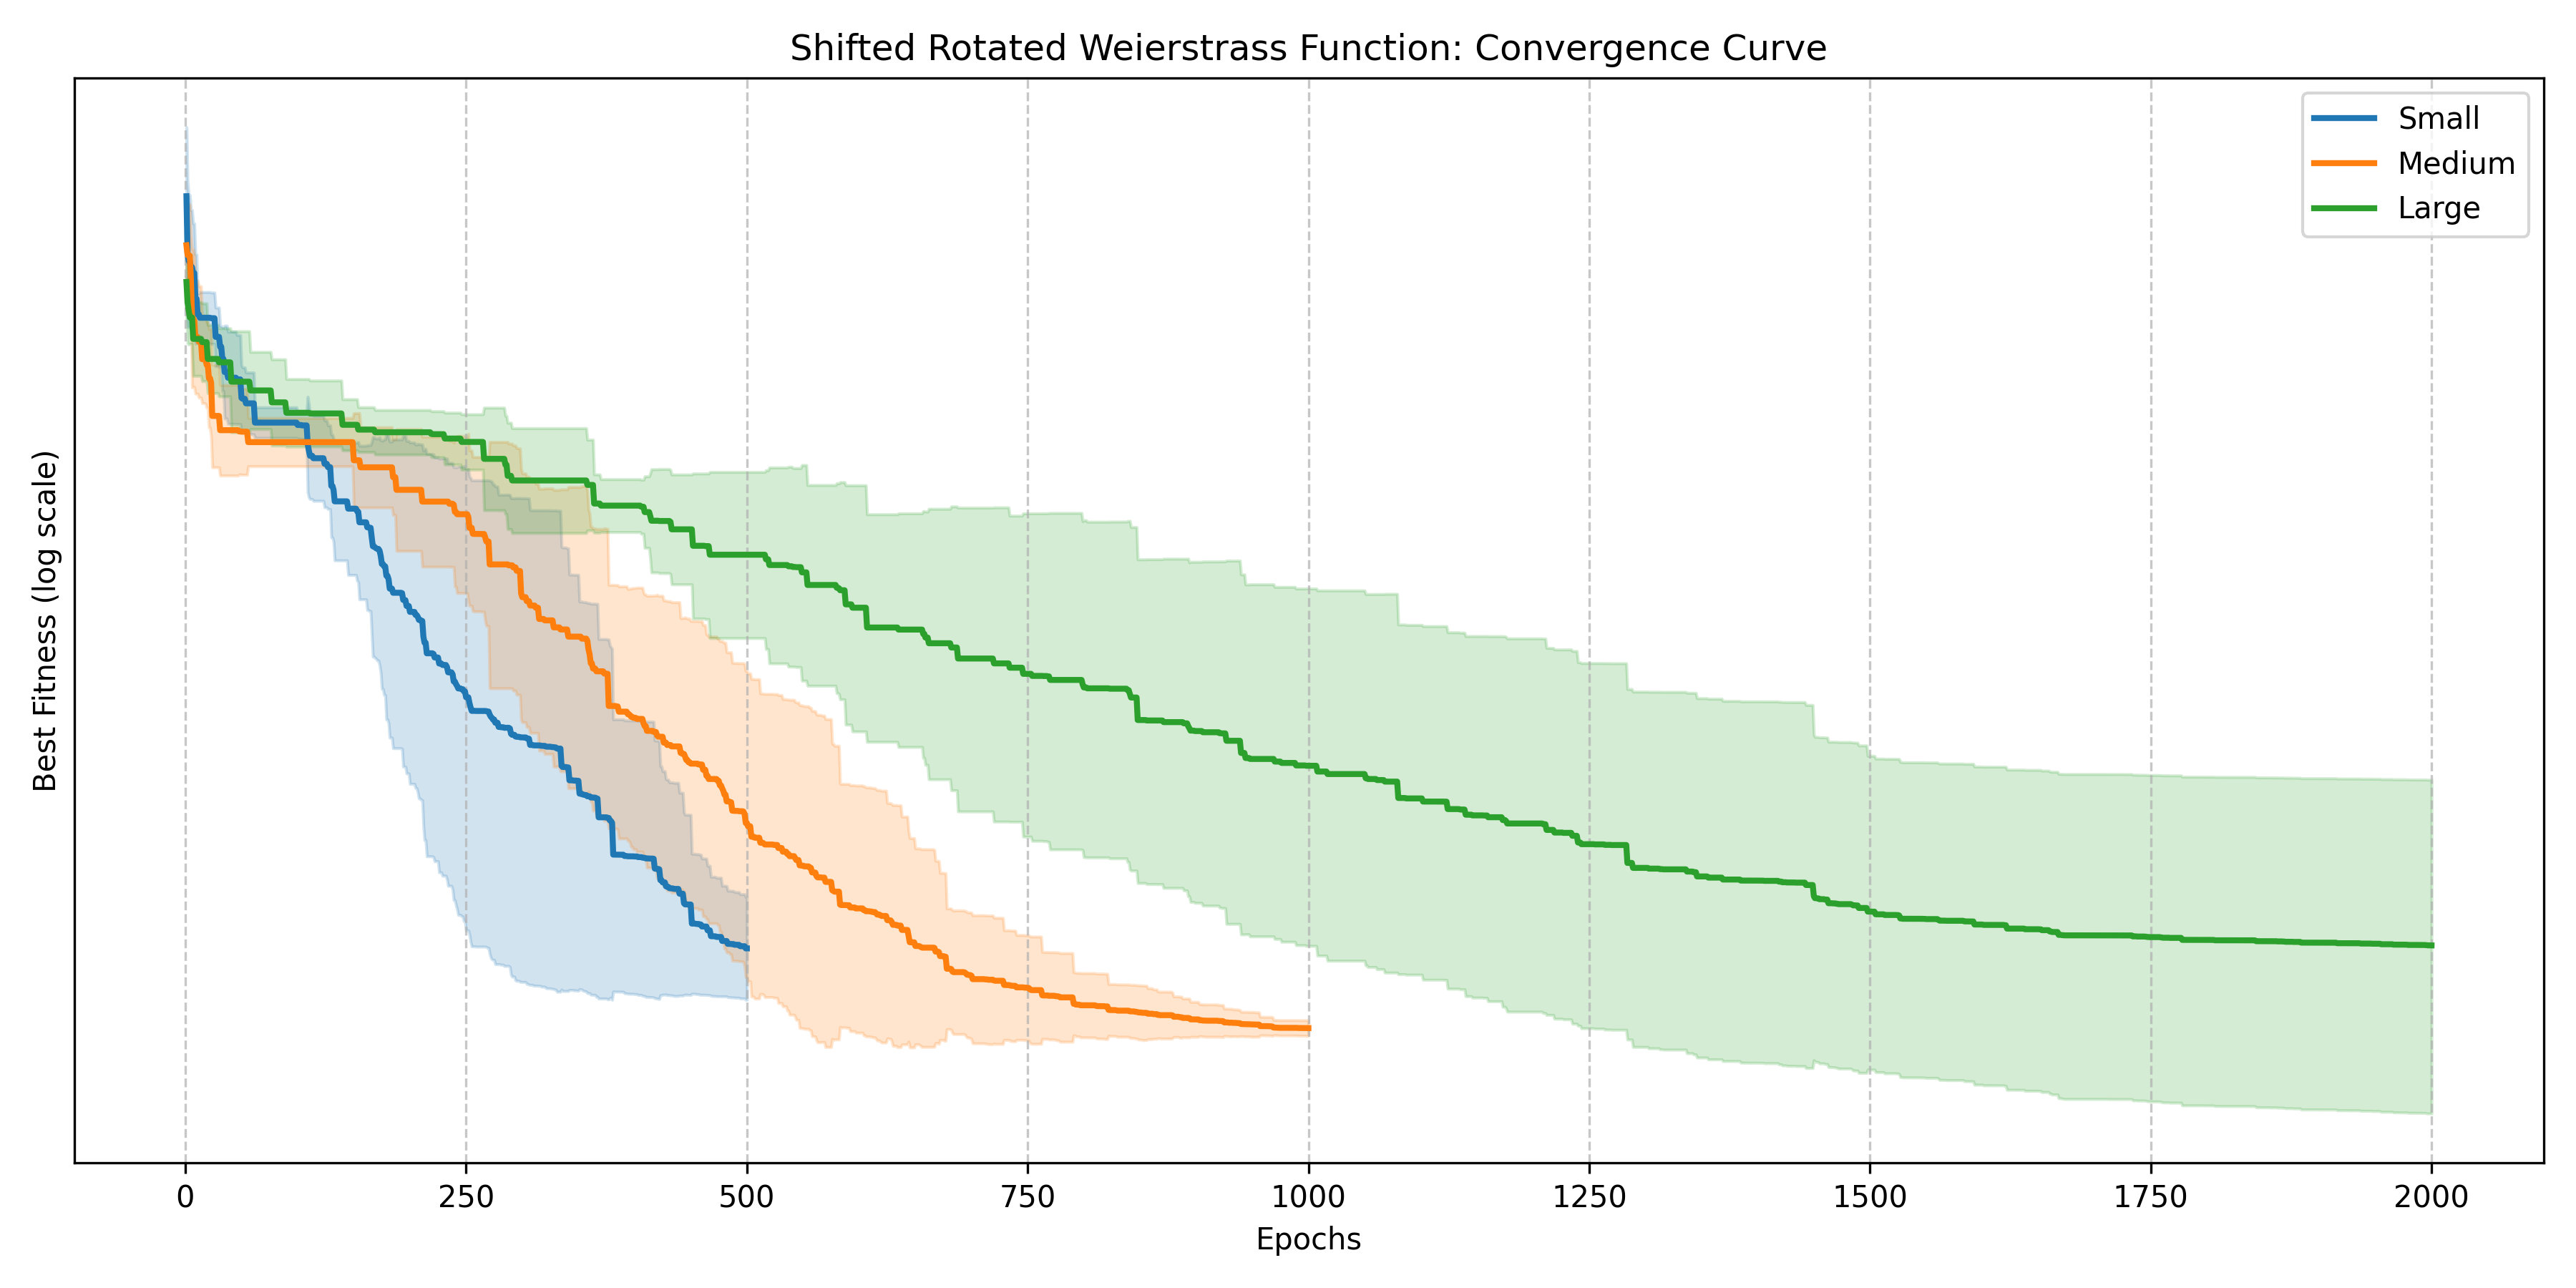 Shifted Rotated Weierstrass Function: Convergence Curve
Small
Medium
Large
Best Fitness (log scale)
0 250 500 750 1000 1250 1500 1750 2000
Epochs